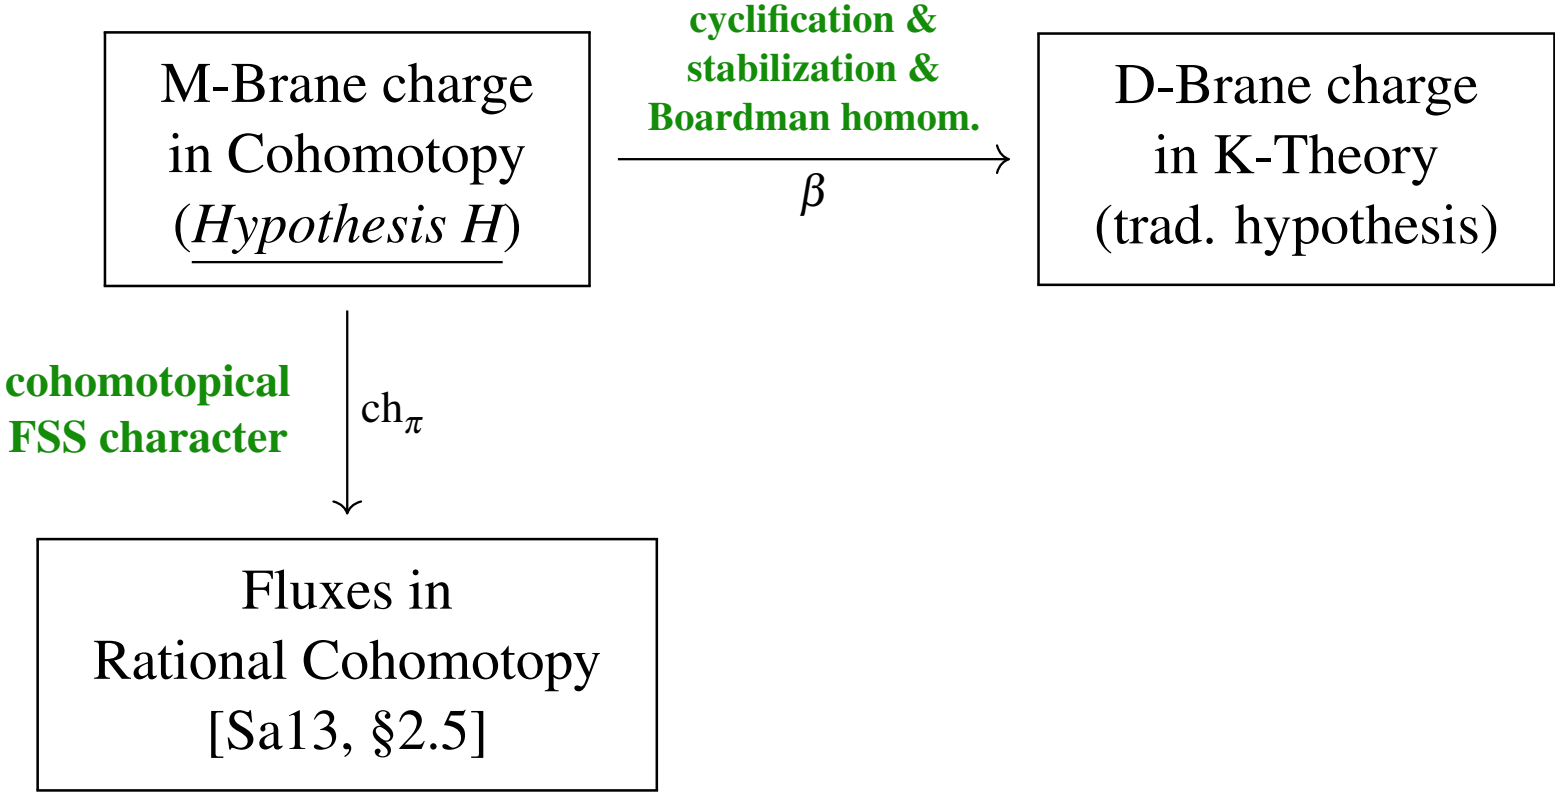 M-Brane charge
in Cohomotopy
(Hypothesis H)
cyclification &
stabilization &
Boardman homom.
β
D-Brane charge
in K-Theory
(trad. hypothesis)
cohomotopical
FSS character
ch_π
Fluxes in
Rational Cohomotopy
[Sa13, §2.5]